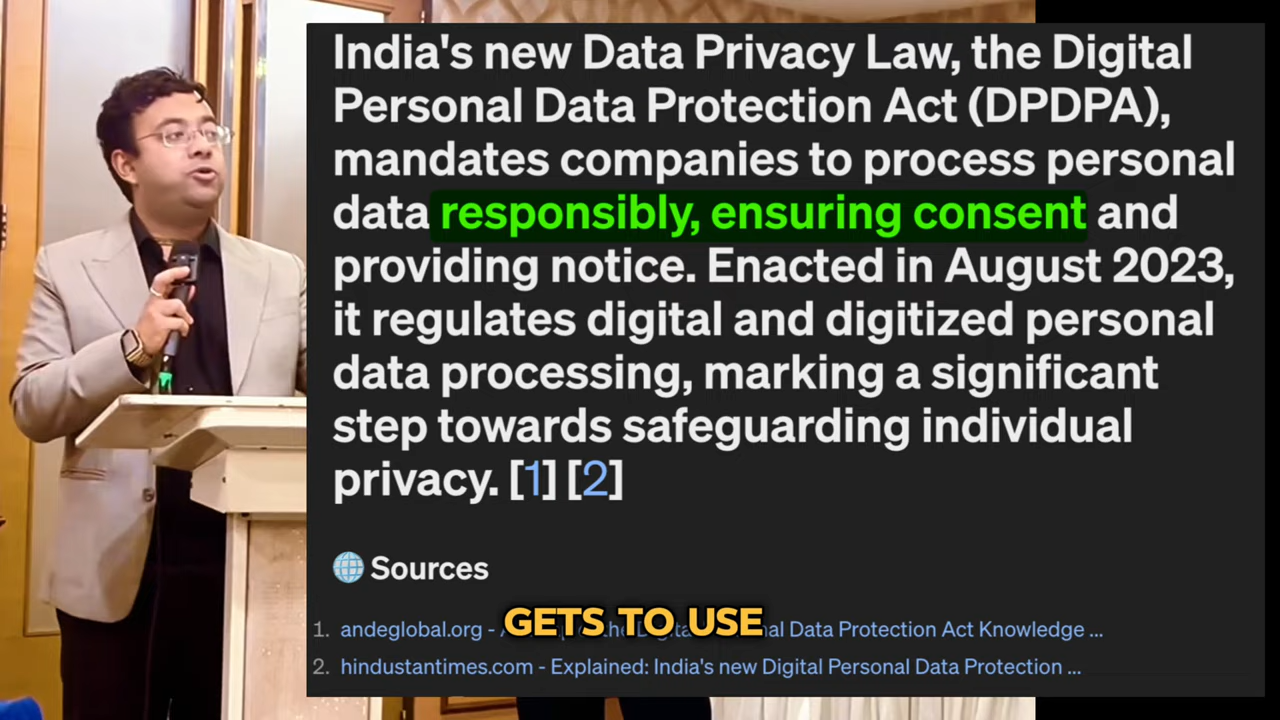 India's new Data Privacy Law, the Digital
Personal Data Protection Act (DPDPA),
mandates companies to process personal
data responsibly, ensuring consent and
providing notice. Enacted in August 2023,
it regulates digital and digitized personal
data processing, marking a significant
step towards safeguarding individual
privacy. [1] [2]
Sources
GETS TO USE
1. andeglobal.org - the Data Protection Act Knowledge ...
2. hindustantimes.com - Explained: India's new Digital Personal Data Protection ...